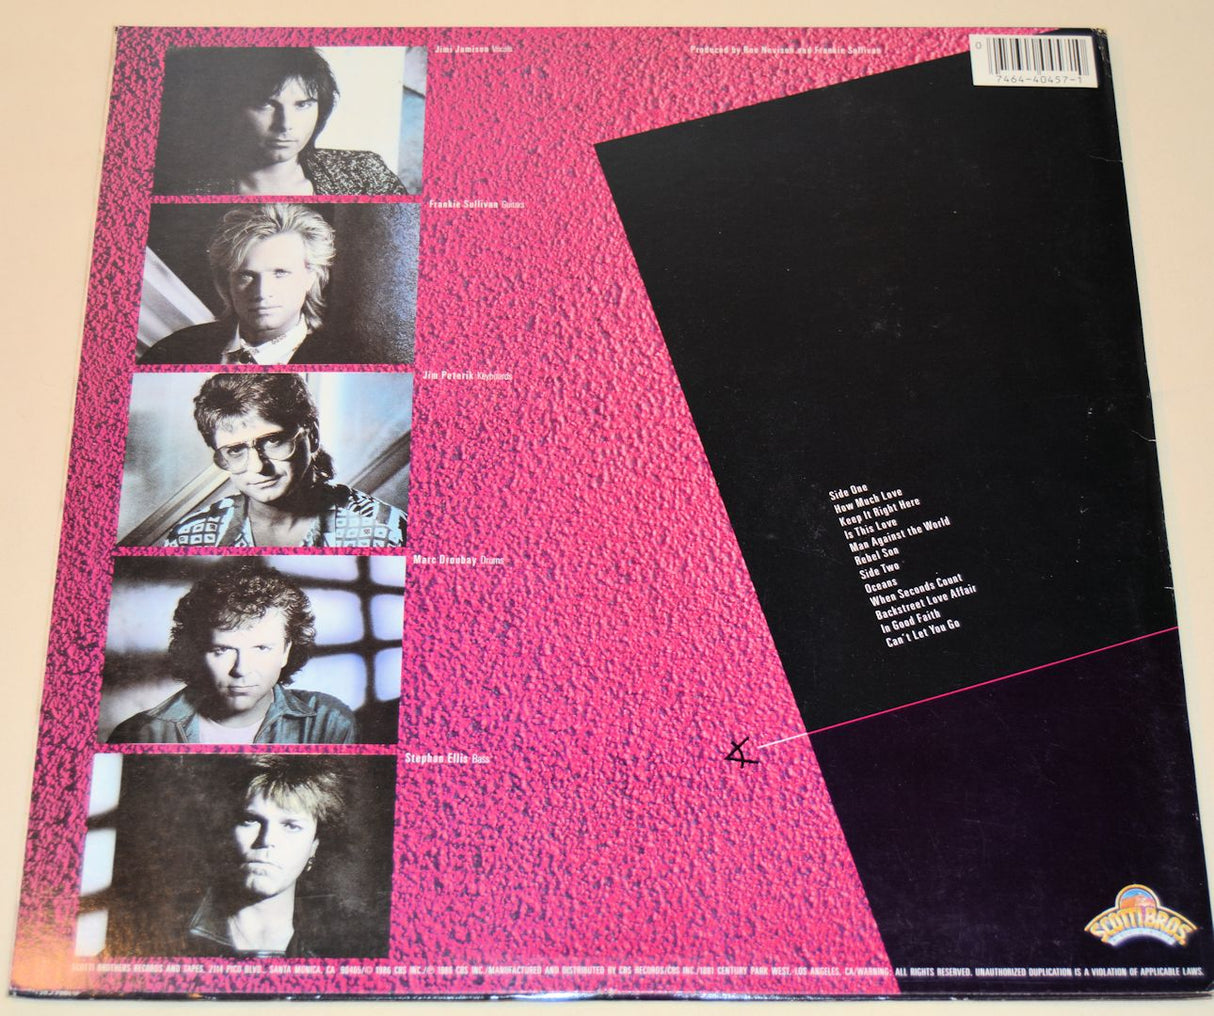 Jimi Jamison Vocals
Produced by Ron Nevison and Frankie Sullivan
0
7464-40457-1
Frankie Sullivan Guitars
Jim Peterik Keyboards
Marc Droubay Drums
Stephan Ellis Bass
Side One
How Much Love
Keep It Right Here
Is This Love
Man Against the World
Rebel Son
Side Two
Oceans
When Seconds Count
Backstreet Love Affair
In Good Faith
Can't Let You Go
SCOTTI BROS.
SCOTTI BROTHERS RECORDS AND TAPES, 2114 PICO BLVD., SANTA MONICA, CA 90405/© 1986 CBS INC./℗ 1986 CBS INC./MANUFACTURED AND DISTRIBUTED BY CBS RECORDS/CBS INC./1801 CENTURY PARK WEST, LOS ANGELES, CA/WARNING: ALL RIGHTS RESERVED. UNAUTHORIZED DUPLICATION IS A VIOLATION OF APPLICABLE LAWS.